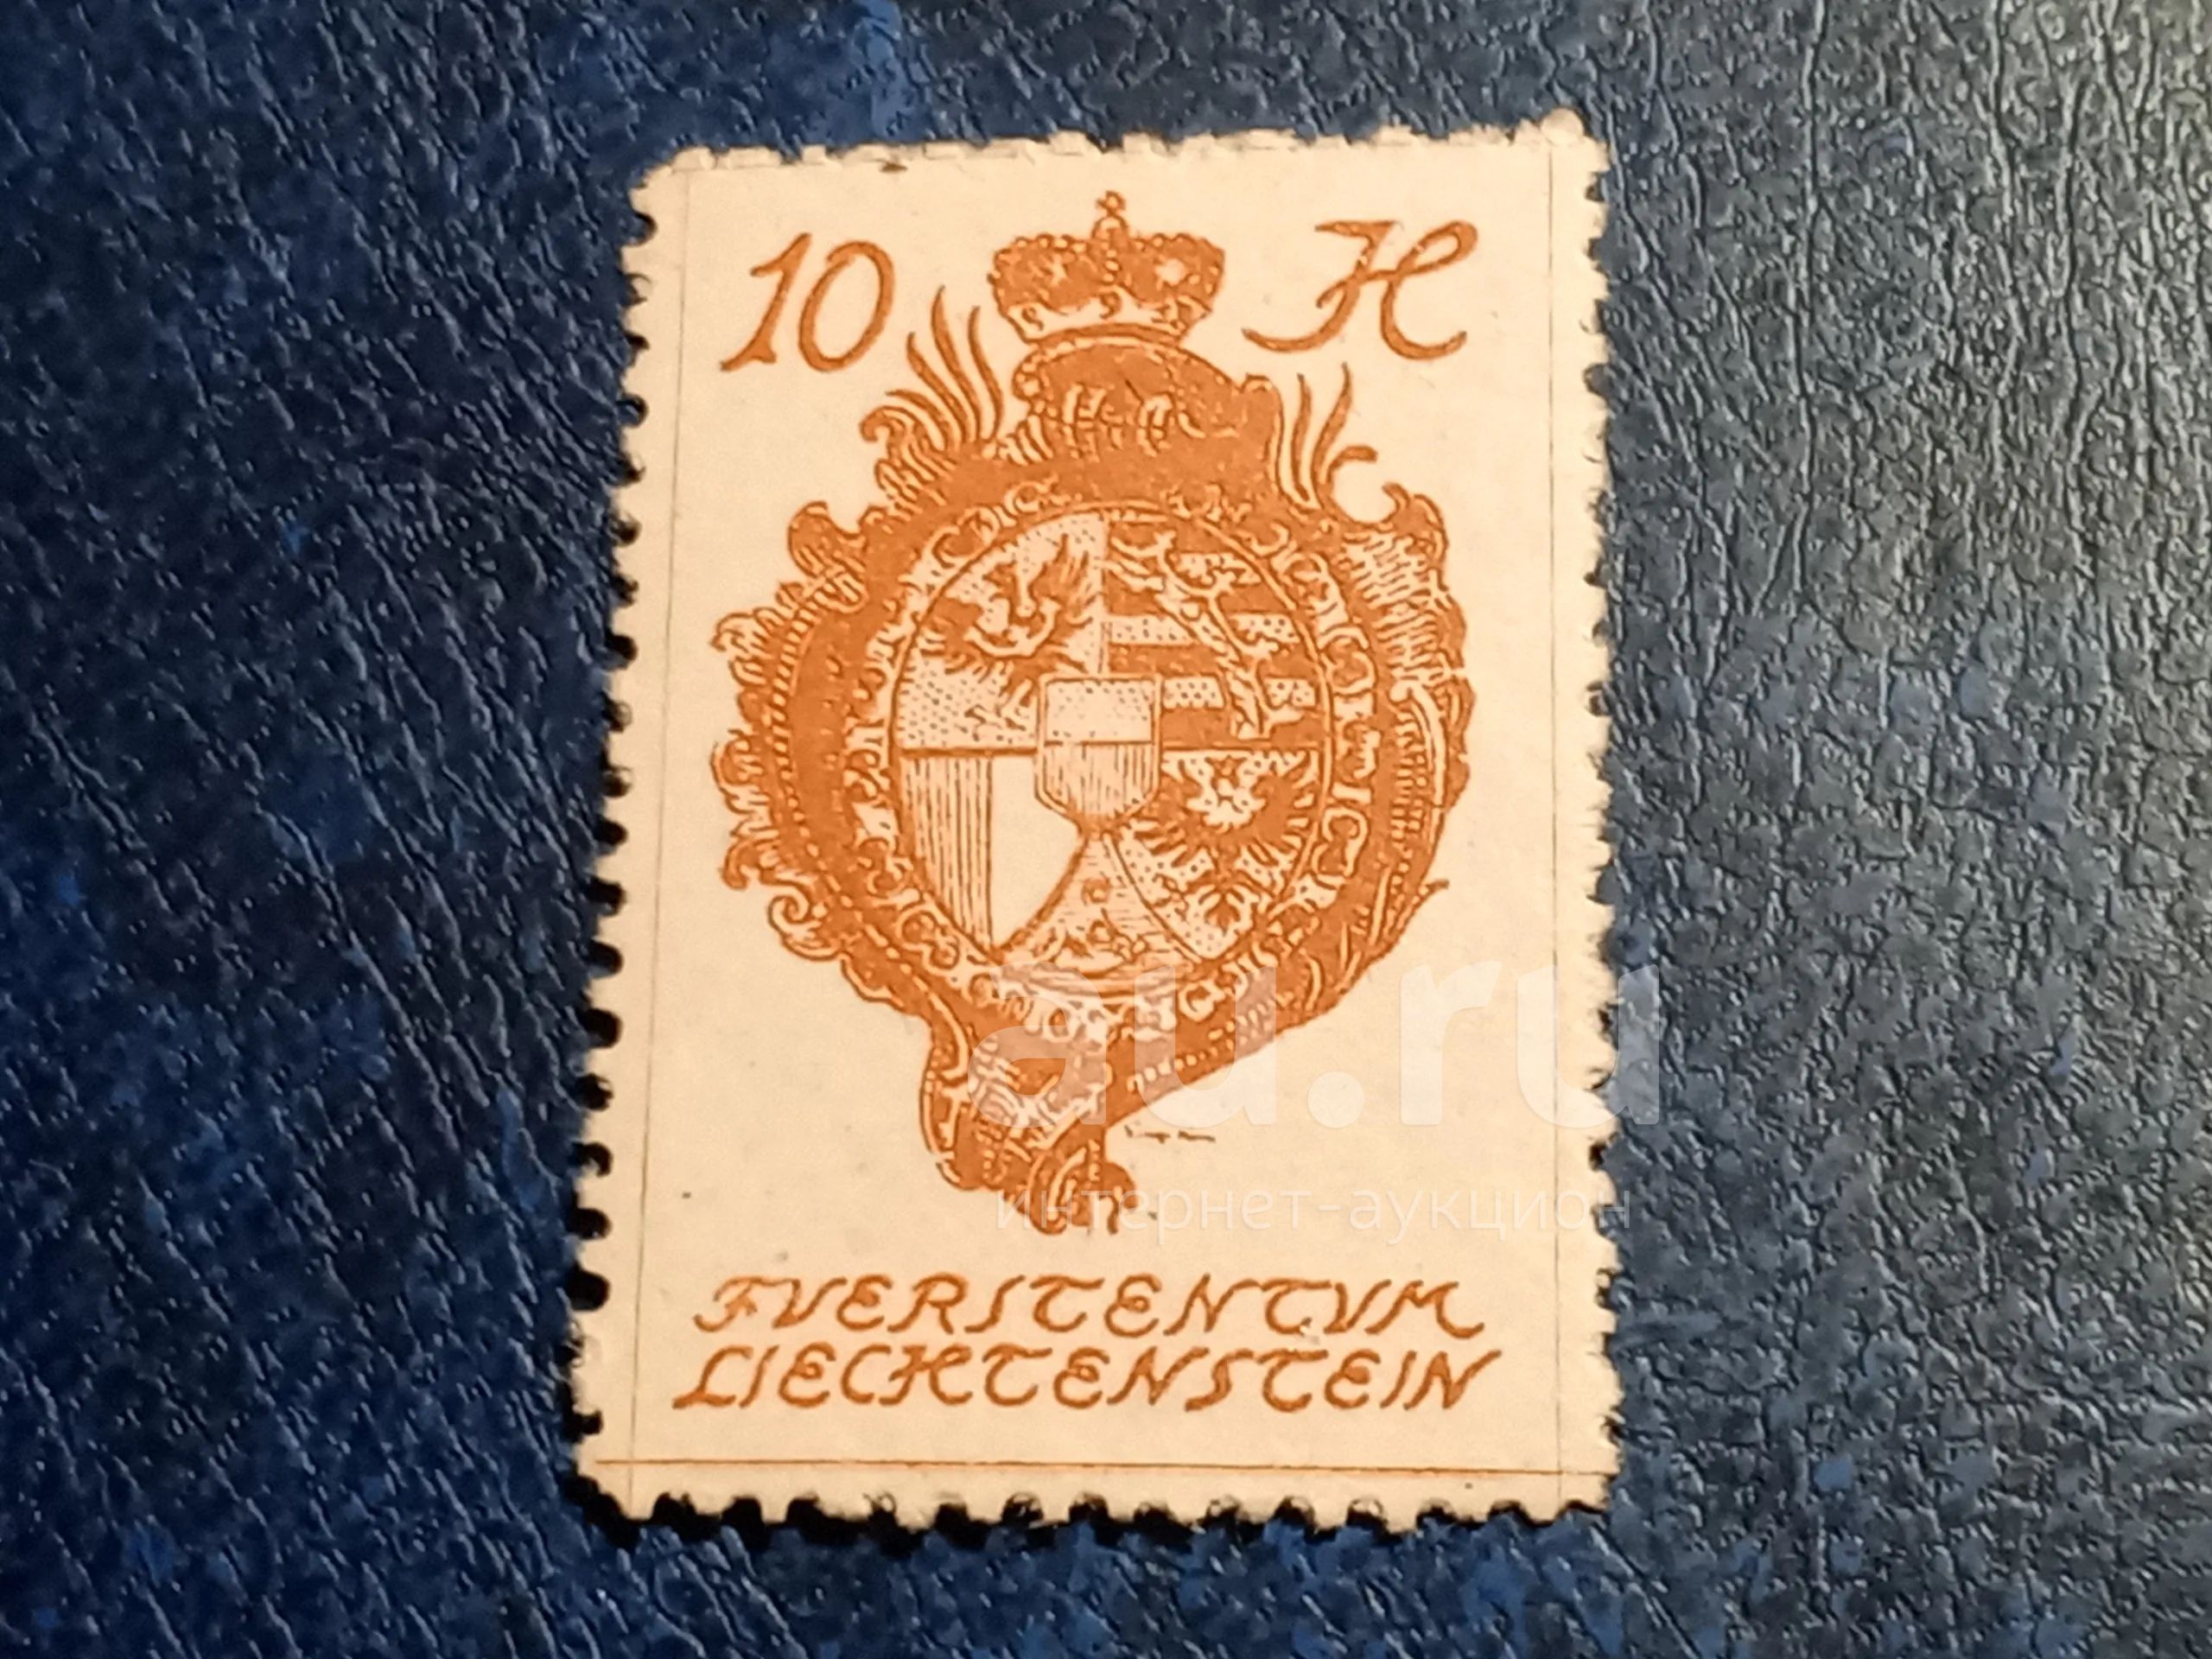 10 H
FVERSTENTVM
LIECHTENSTEIN
au.ru
интернет-аукцион